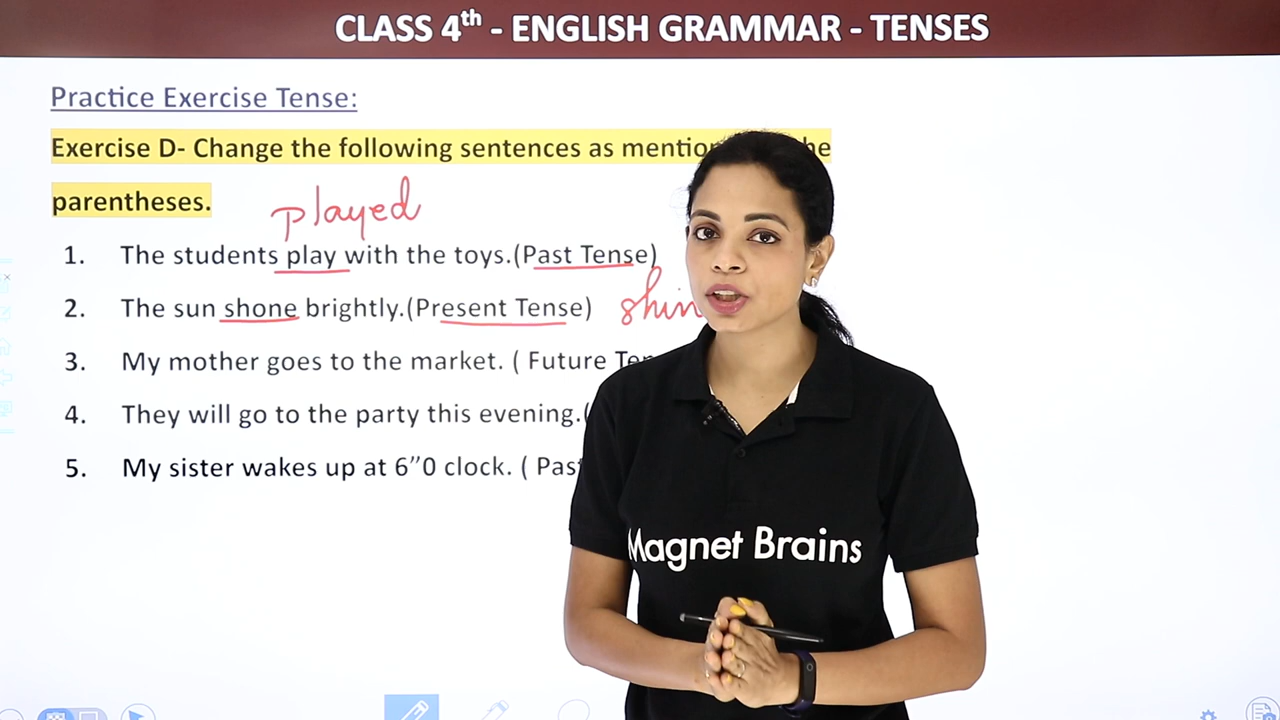 CLASS 4th - ENGLISH GRAMMAR - TENSES
Practice Exercise Tense:
Exercise D- Change the following sentences as he
parentheses.
played
1. The students play with the toys.(Past Tense)
2. The sun shone brightly.(Present Tense)
3. My mother goes to the market. ( Future
4. They will go to the party this evening.(
5. My sister wakes up at 6”0 clock. ( Past
Magnet Brains